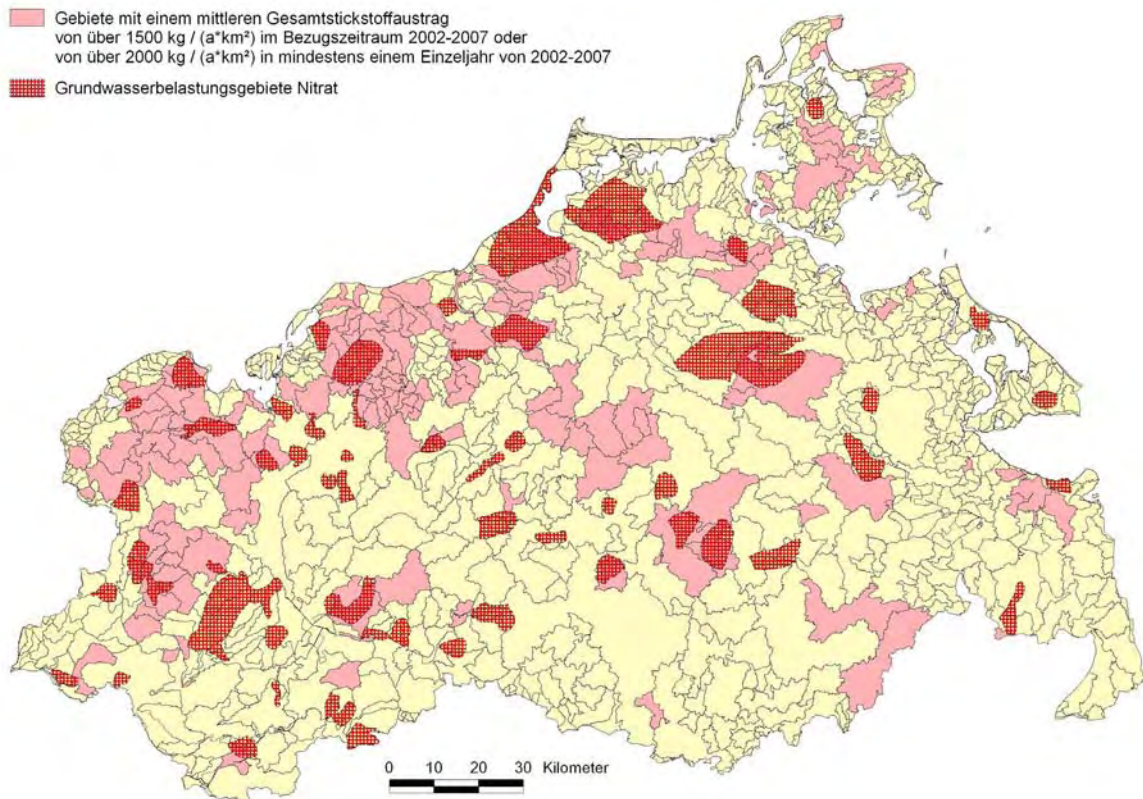 Gebiete mit einem mittleren Gesamtstickstoffaustrag
von über 1500 kg / (a*km²) im Bezugszeitraum 2002-2007 oder
von über 2000 kg / (a*km²) in mindestens einem Einzeljahr von 2002-2007
Grundwasserbelastungsgebiete Nitrat
0 10 20 30 Kilometer